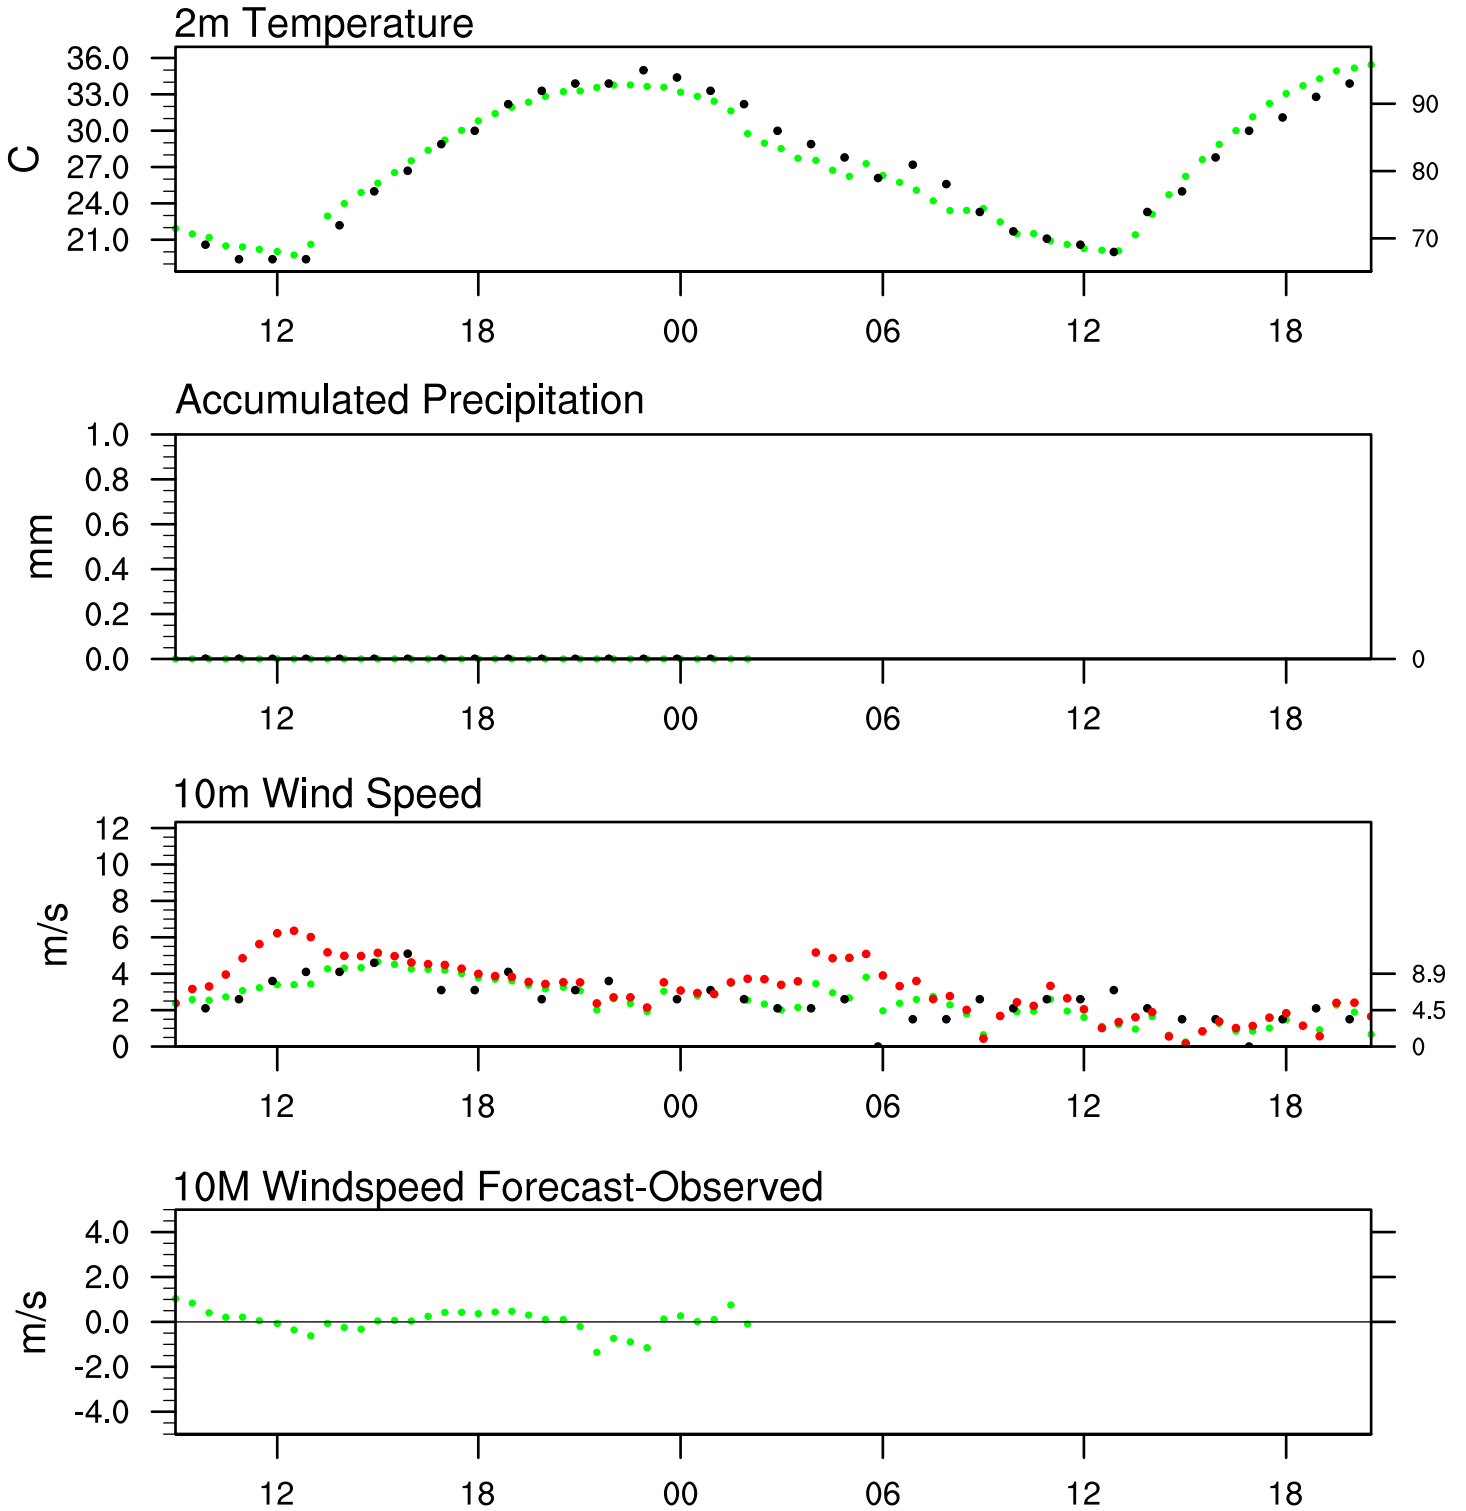 2m Temperature
36.0
33.0
30.0
27.0
24.0
21.0
C
90
80
70
12 18 00 06 12 18
Accumulated Precipitation
1.0
0.8
0.6
0.4
0.2
0.0
mm
0
12 18 00 06 12 18
10m Wind Speed
12
10
8
6
4
2
0
m/s
8.9
4.5
0
12 18 00 06 12 18
10M Windspeed Forecast-Observed
4.0
2.0
0.0
-2.0
-4.0
m/s
12 18 00 06 12 18